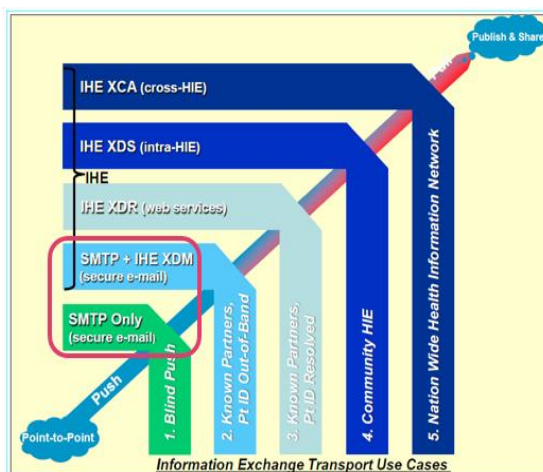 Publish & Share
IHE XCA (cross-HIE)
IHE XDS (intra-HIE)
IHE
IHE XDR (web services)
SMTP + IHE XDM
(secure e-mail)
SMTP Only
(secure e-mail)
Push
Point-to-Point
1. Blind Push
2. Known Partners,
Pt ID Out-of-Band
3. Known Partners,
Pt ID Resolved
4. Community HIE
5. Nation Wide Health Information Network
Information Exchange Transport Use Cases